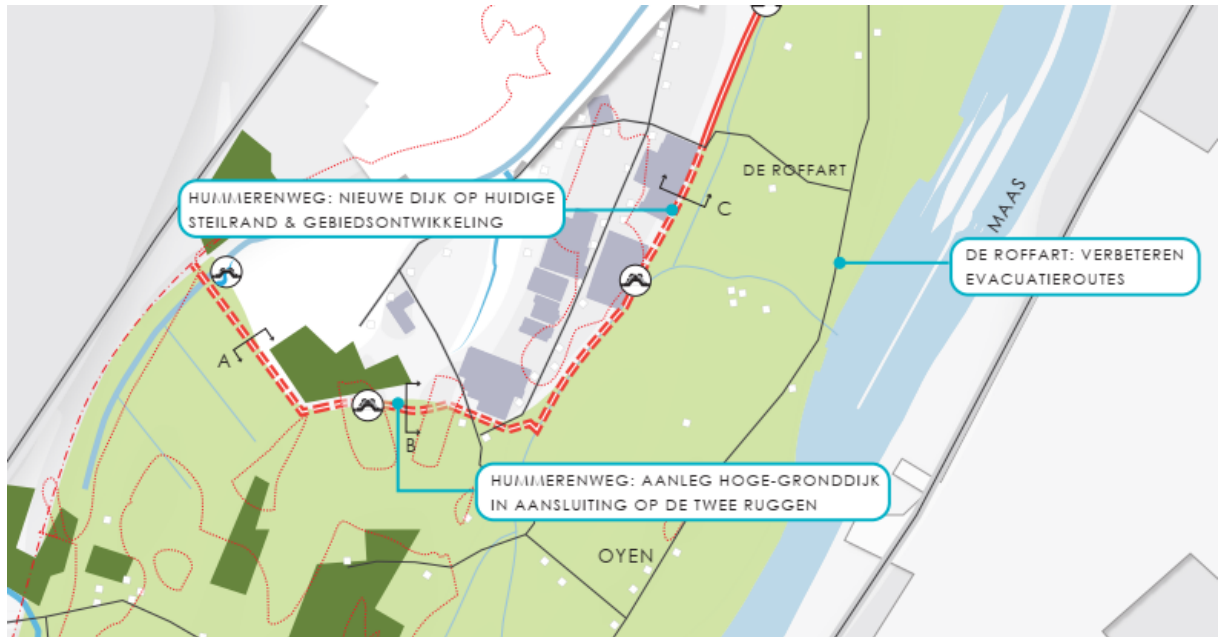 DE ROFFART
HUMMERENWEG: NIEUWE DIJK OP HUIDIGE
STEILRAND & GEBIEDSONTWIKKELING
C
MAAS
DE ROFFART: VERBETEREN
EVACUATIEROUTES
A
B
HUMMERENWEG: AANLEG HOGE-GRONDDIJK
IN AANSLUITING OP DE TWEE RUGGEN
OYEN